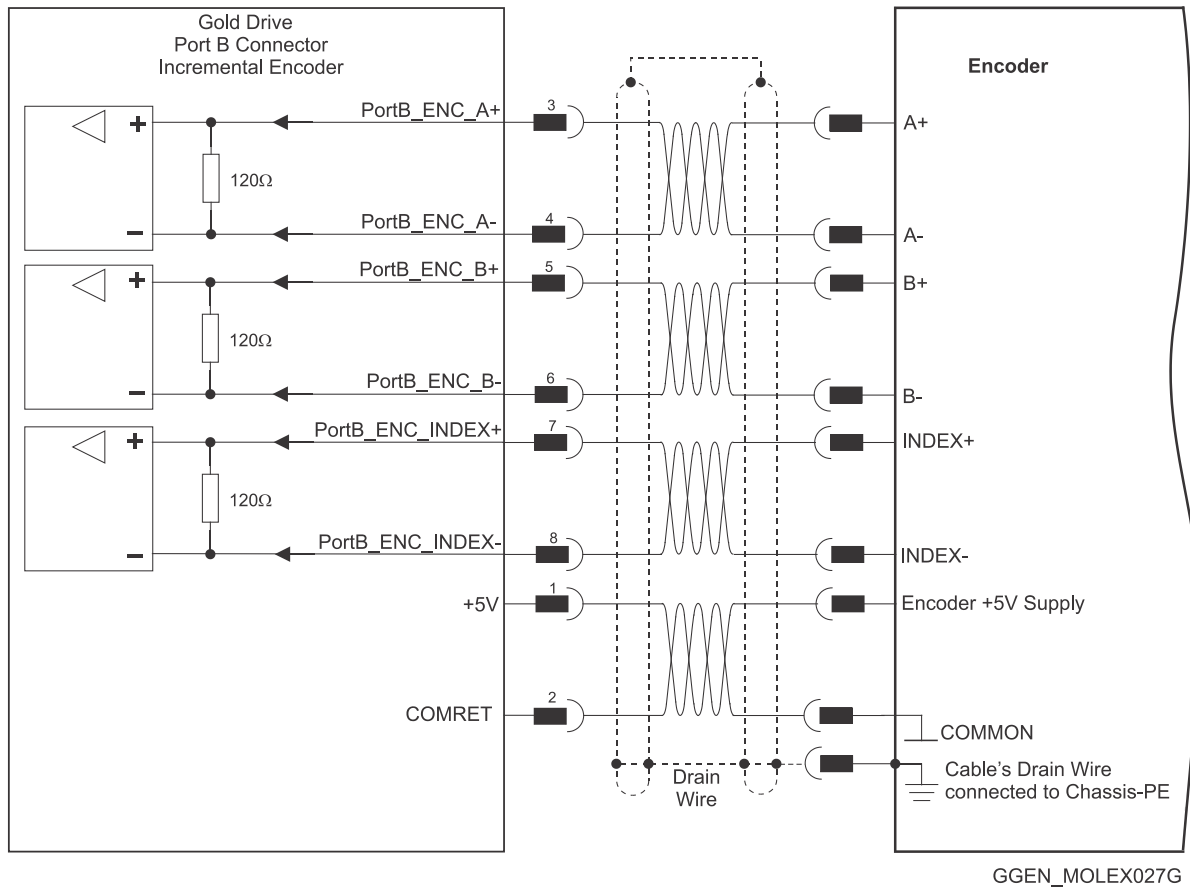 Gold Drive
Port B Connector
Incremental Encoder
Encoder
PortB_ENC_A+
3
A+
120Ω
PortB_ENC_A-
4
A-
PortB_ENC_B+
5
B+
120Ω
PortB_ENC_B-
6
B-
PortB_ENC_INDEX+
7
INDEX+
120Ω
PortB_ENC_INDEX-
8
INDEX-
+5V
1
Encoder +5V Supply
COMRET
2
COMMON
Drain
Wire
Cable's Drain Wire
connected to Chassis-PE
GGEN_MOLEX027G